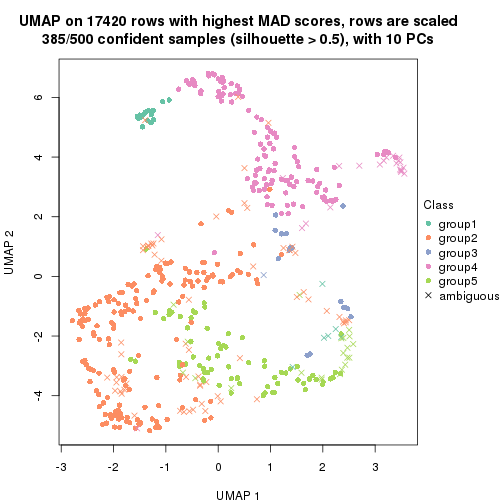 UMAP on 17420 rows with highest MAD scores, rows are scaled
385/500 confident samples (silhouette > 0.5), with 10 PCs
6
4
2
0
-2
-4
UMAP 2
-3 -2 -1 0 1 2 3
UMAP 1
Class
group1
group2
group3
group4
group5
ambiguous